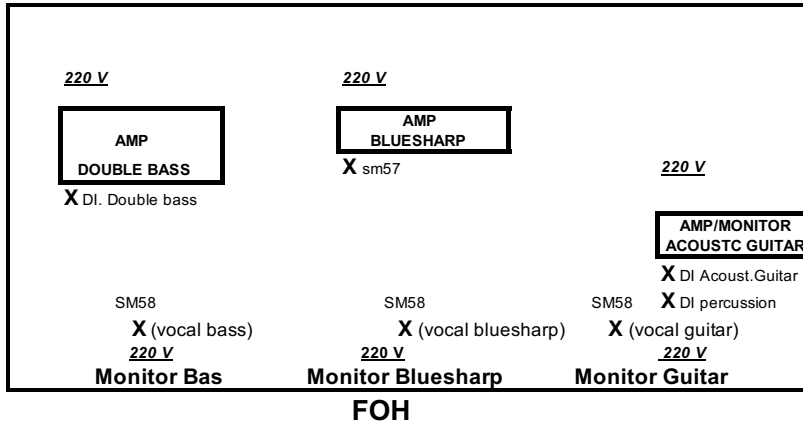 220 V
220 V
AMP
DOUBLE BASS
AMP
BLUESHARP
X DI. Double bass
X sm57
220 V
AMP/MONITOR
ACOUSTC GUITAR
X DI Acoust.Guitar
X DI percussion
SM58
SM58
SM58
X (vocal bass)
X (vocal bluesharp)
X (vocal guitar)
220 V
220 V
220 V
Monitor Bas
Monitor Bluesharp
Monitor Guitar
FOH